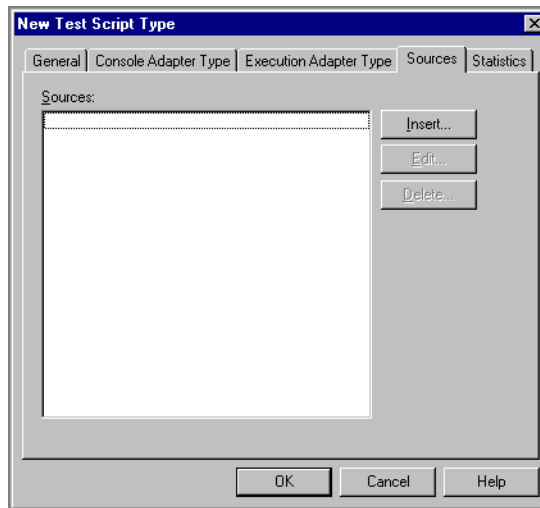 New Test Script Type
General Console Adapter Type Execution Adapter Type Sources Statistics
Sources:
Insert...
Edit...
Delete...
OK Cancel Help